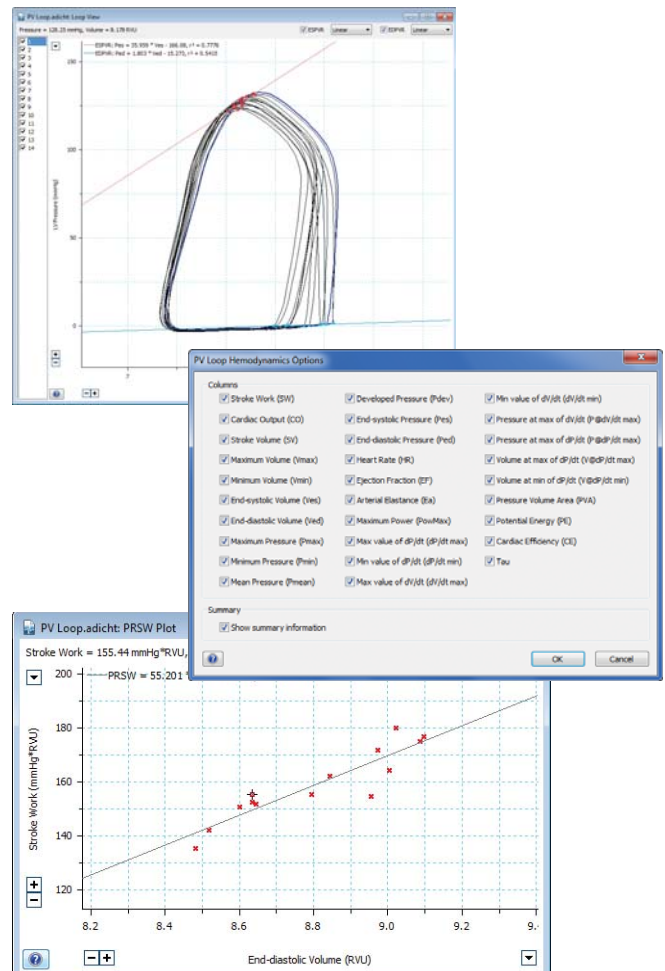 PV Loop.adicht: Loop View
Pressure = 128.23 mmHg, Volume = 8.178 RVU
ESPVR: Linear EDPVR: Linear
1
2
3
4
5
6
7
8
9
10
11
12
13
14
ESPVR: Pes = 35.959 * Ves - 166.08, r² = 0.7776
EDPVR: Ped = 1.803 * Ved - 15.273, r² = 0.5415
150
100
50
0
LV Pressure (mmHg)
7
PV Loop Hemodynamics Options
Columns
Stroke Work (SW) Developed Pressure (Pdev) Min value of dV/dt (dV/dt min)
Cardiac Output (CO) End-systolic Pressure (Pes) Pressure at max of dV/dt (P@dV/dt max)
Stroke Volume (SV) End-diastolic Pressure (Ped) Pressure at max of dP/dt (P@dP/dt max)
Maximum Volume (Vmax) Heart Rate (HR) Volume at max of dP/dt (V@dP/dt max)
Minimum Volume (Vmin) Ejection Fraction (EF) Volume at min of dP/dt (V@dP/dt min)
End-systolic Volume (Ves) Arterial Elastance (Ea) Pressure Volume Area (PVA)
End-diastolic Volume (Ved) Maximum Power (PowMax) Potential Energy (PE)
Maximum Pressure (Pmax) Max value of dP/dt (dP/dt max) Cardiac Efficiency (CE)
Minimum Pressure (Pmin) Min value of dP/dt (dP/dt min) Tau
Mean Pressure (Pmean) Max value of dV/dt (dV/dt max)
Summary
Show summary information
OK Cancel
PV Loop.adicht: PRSW Plot
Stroke Work = 155.44 mmHg*RVU,
PRSW = 55.201 *
200
180
160
140
120
Stroke Work (mmHg*RVU)
8.2 8.4 8.6 8.8 9.0 9.2 9.
End-diastolic Volume (RVU)